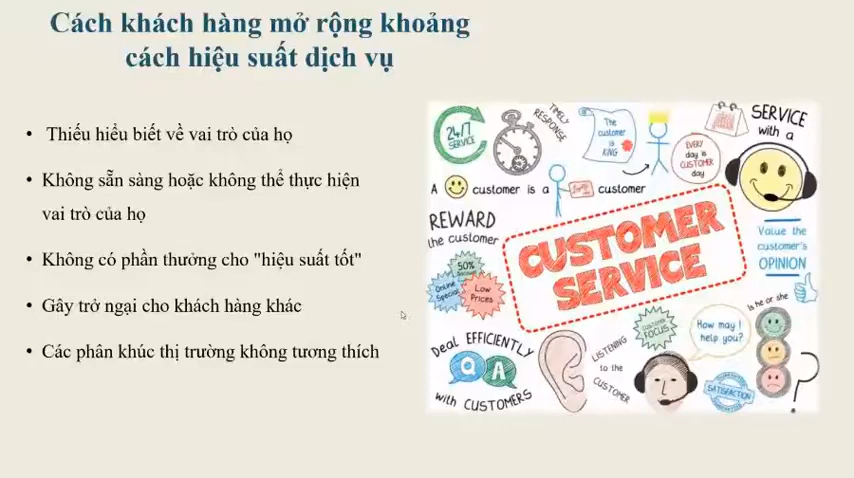 Cách khách hàng mở rộng khoảng
cách hiệu suất dịch vụ
• Thiếu hiểu biết về vai trò của họ
• Không sẵn sàng hoặc không thể thực hiện
vai trò của họ
• Không có phần thưởng cho "hiệu suất tốt"
• Gây trở ngại cho khách hàng khác
• Các phân khúc thị trường không tương thích
24/7
SERVICE
TIMELY
RESPONSE
The
customer
is
KING
EVERY
day is
CUSTOMER
day
SERVICE
with a
A customer is a
customer
REWARD
the customer
50%
Online
Special
Low
Prices
CUSTOMER
SERVICE
Value the
customer's
OPINION
Deal EFFICIENTLY
Q A
with CUSTOMERS
LISTENING
to the
CUSTOMER
CUSTOMER
FOCUS
How may I
help you?
SATISFACTION
Is he or she
?